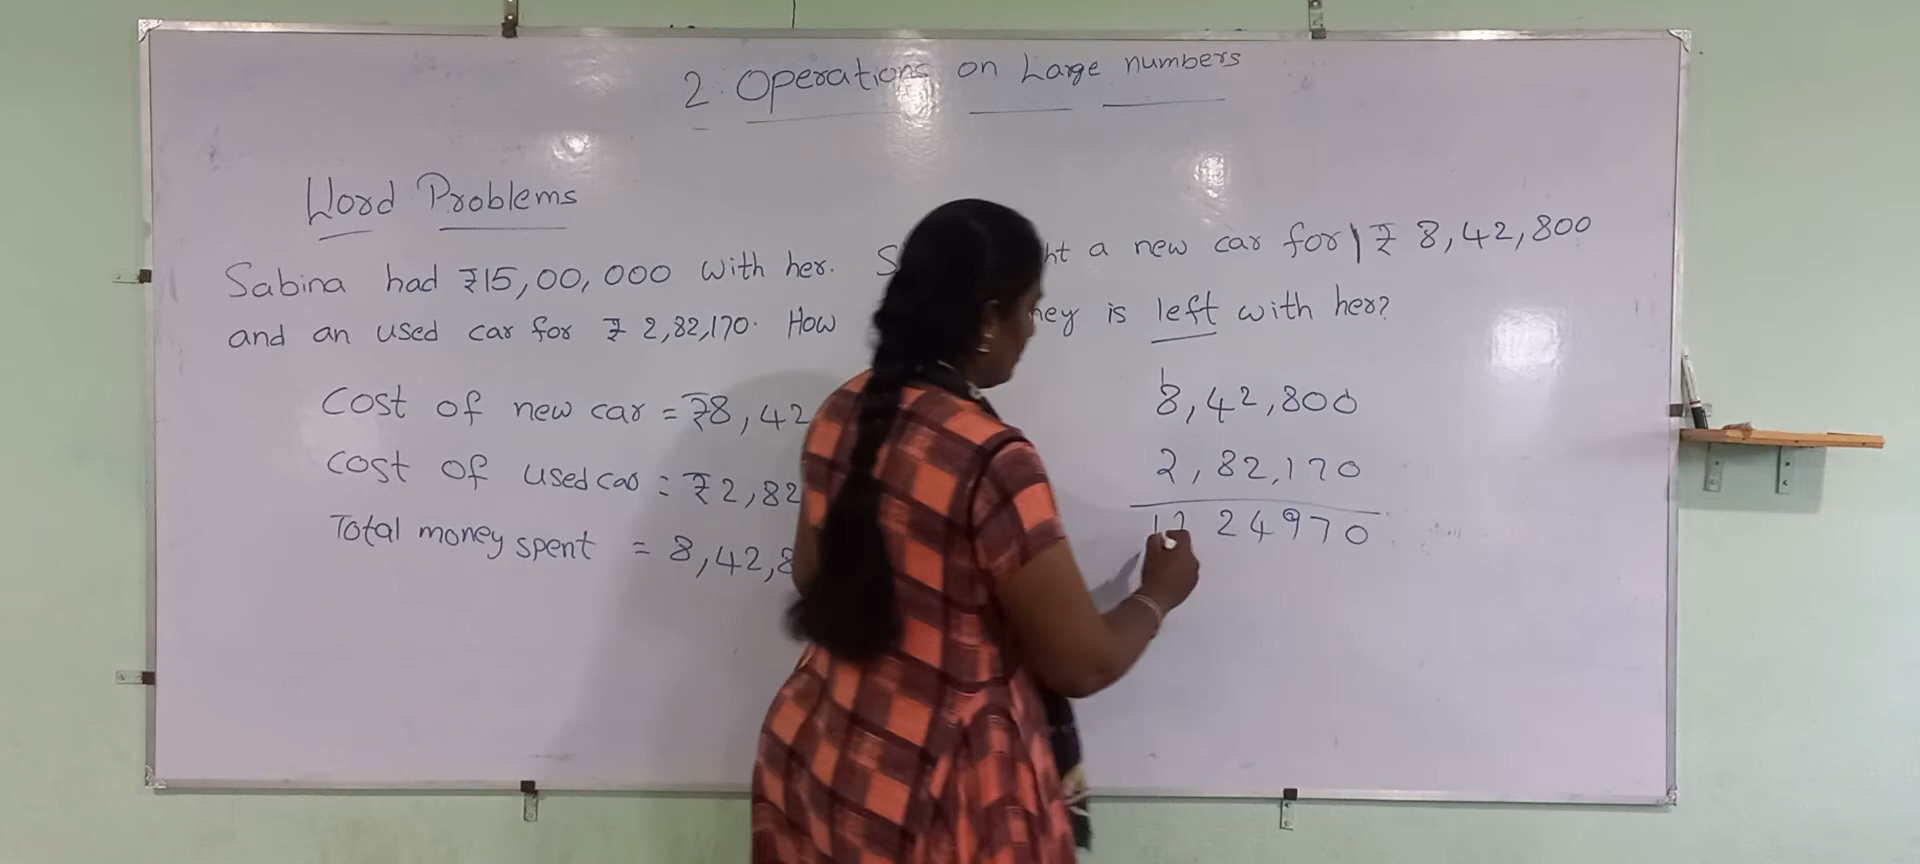 2. Operations on Large numbers
Word Problems
Sabina had ₹15,00,000 with her. a new car for ₹ 8,42,800
and an used car for ₹ 2,82,170. How is left with her?
Cost of new car = ₹8,42
Cost of used car = ₹2,82
Total money spent = 8,42,8
1
8,42,800
2,82,170
24970